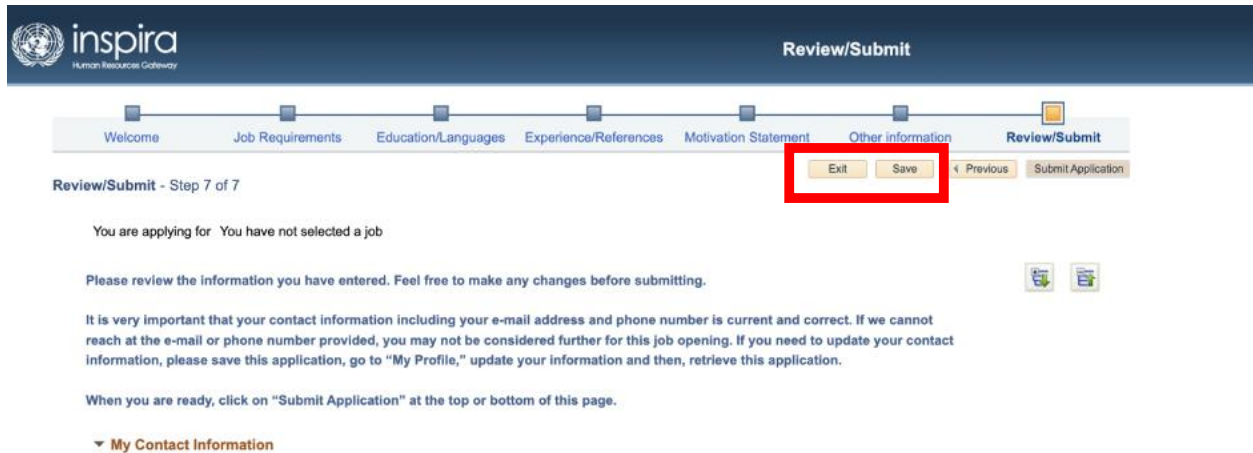 inspira
Human Resources Gateway
Review/Submit
Welcome Job Requirements Education/Languages Experience/References Motivation Statement Other information Review/Submit
Exit Save Previous Submit Application
Review/Submit - Step 7 of 7
You are applying for You have not selected a job
Please review the information you have entered. Feel free to make any changes before submitting.
It is very important that your contact information including your e-mail address and phone number is current and correct. If we cannot
reach at the e-mail or phone number provided, you may not be considered further for this job opening. If you need to update your contact
information, please save this application, go to “My Profile,” update your information and then, retrieve this application.
When you are ready, click on “Submit Application” at the top or bottom of this page.
My Contact Information